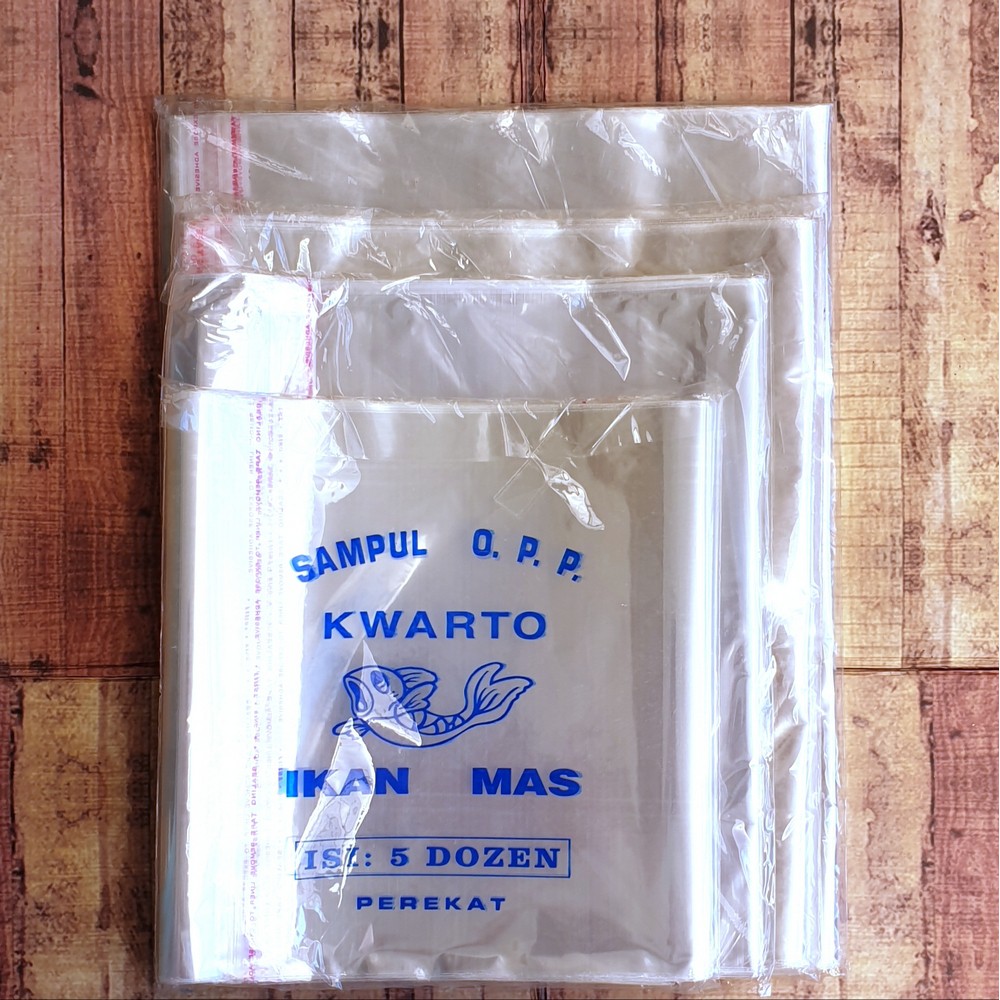 SAMPUL O.P.P.
KWARTO
IKAN MAS
ISI: 5 DOZEN
PEREKAT